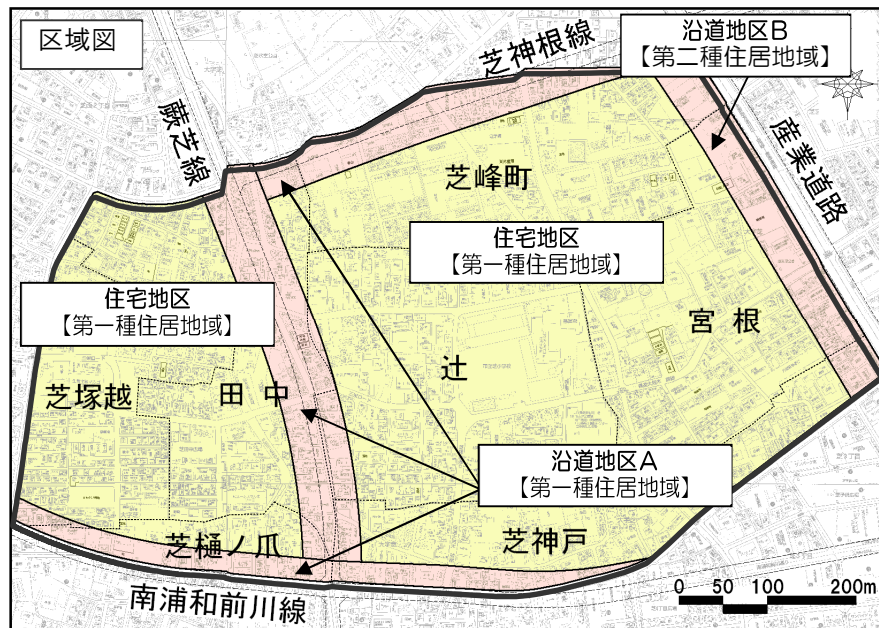 区域図
沿道地区B
【第二種住居地域】
芝神根線
蕨芝線
産業道路
芝峰町
住宅地区
【第一種住居地域】
住宅地区
【第一種住居地域】
宮根
辻
芝塚越
田中
沿道地区A
【第一種住居地域】
芝樋ノ爪
芝神戸
南浦和前川線
0 50 100 200m